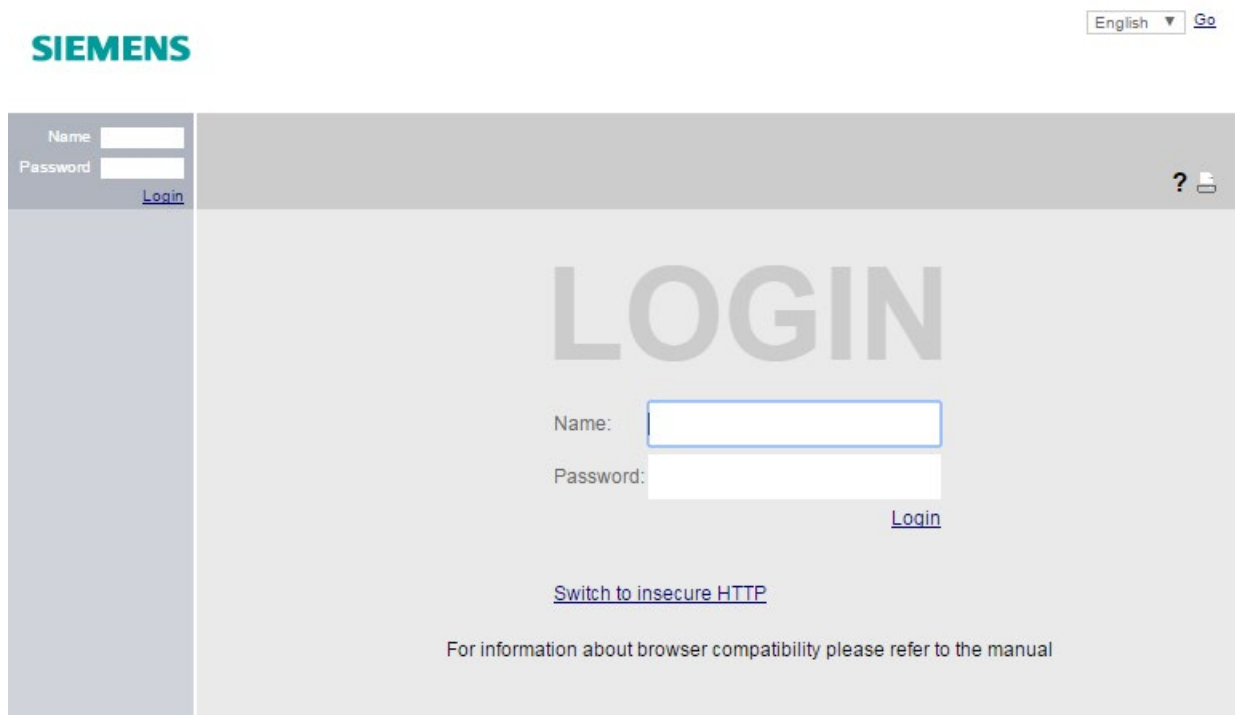 English ▼ Go
SIEMENS
Name
Password
Login
?
LOGIN
Name:
Password:
Login
Switch to insecure HTTP
For information about browser compatibility please refer to the manual